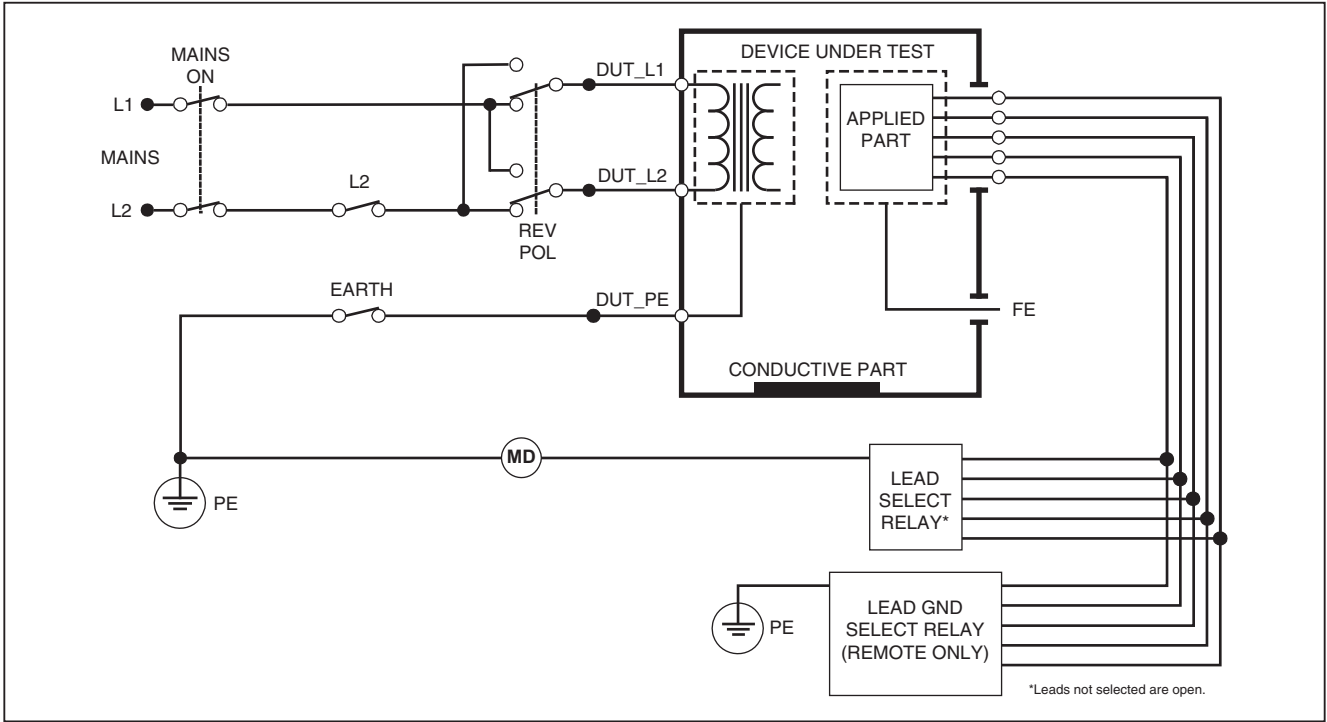 MAINS
ON
L1
MAINS
L2
L2
REV
POL
DUT_L1
DUT_L2
EARTH
DUT_PE
DEVICE UNDER TEST
APPLIED
PART
FE
CONDUCTIVE PART
MD
PE
LEAD
SELECT
RELAY*
PE
LEAD GND
SELECT RELAY
(REMOTE ONLY)
*Leads not selected are open.